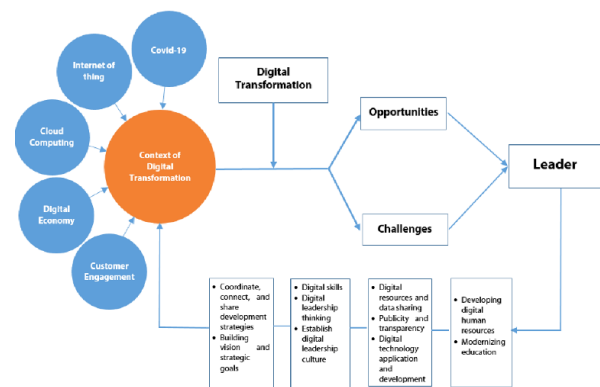 Covid-19
Internet of
thing
Cloud
Computing
Digital
Economy
Customer
Engagement
Context of
Digital
Transformation
Digital
Transformation
Opportunities
Challenges
Leader
• Coordinate,
connect, and
share
development
strategies
• Building
vision and
strategic
goals
• Digital skills
• Digital
leadership
thinking
• Establish
digital
leadership
culture
• Digital
resources and
data sharing
• Publicity and
transparency
• Digital
technology
application and
development
• Developing
digital
human
resources
• Modernizing
education